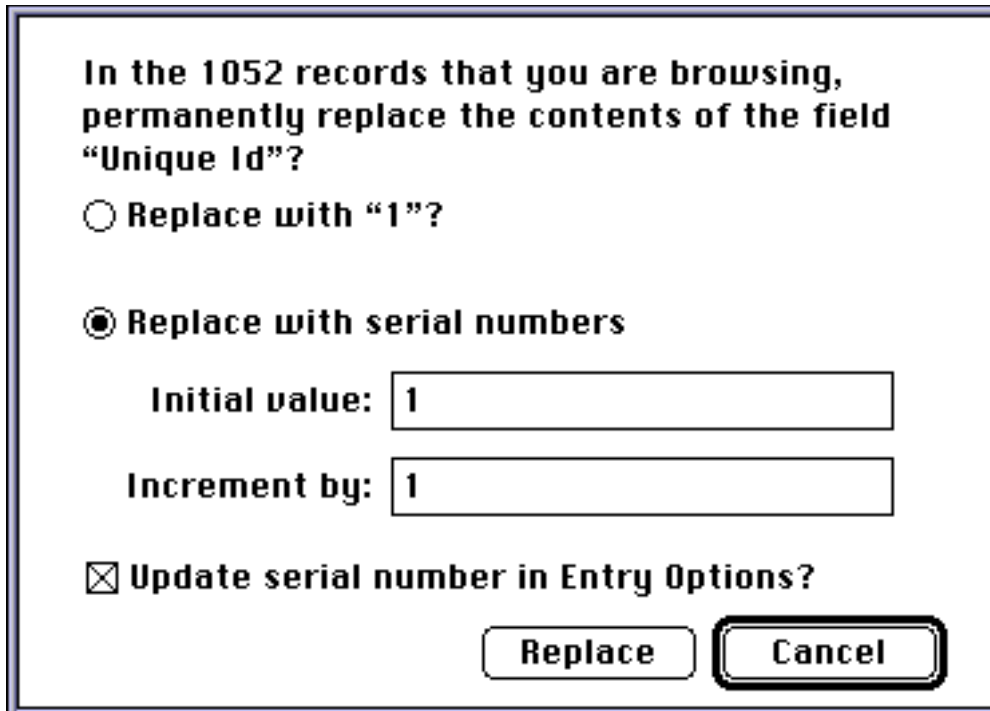 In the 1052 records that you are browsing,
permanently replace the contents of the field
“Unique Id”?
Replace with “1”?
Replace with serial numbers
Initial value: 1
Increment by: 1
Update serial number in Entry Options?
Replace Cancel